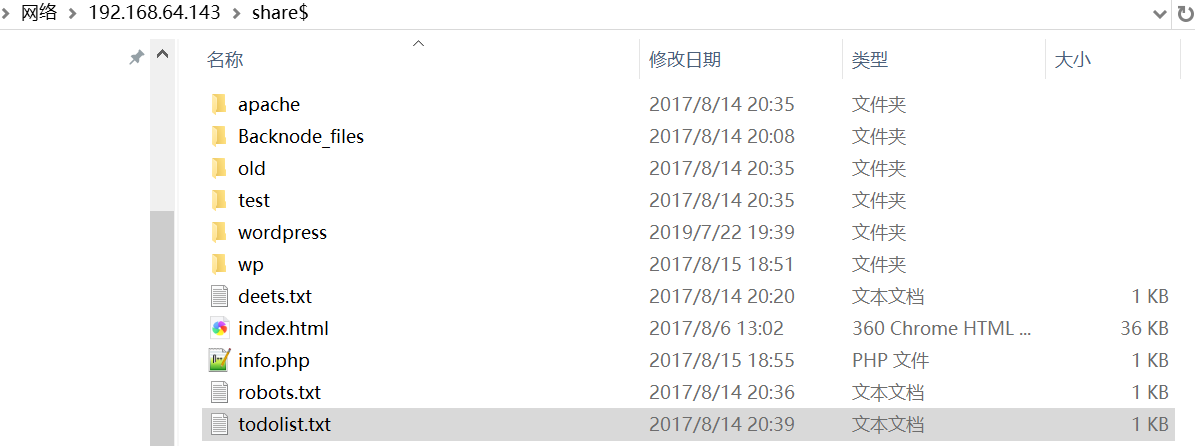 网络 192.168.64.143 share$
名称 修改日期 类型 大小
apache 2017/8/14 20:35 文件夹
Backnode_files 2017/8/14 20:08 文件夹
old 2017/8/14 20:35 文件夹
test 2017/8/14 20:35 文件夹
wordpress 2019/7/22 19:39 文件夹
wp 2017/8/15 18:51 文件夹
deets.txt 2017/8/14 20:20 文本文档 1 KB
index.html 2017/8/6 13:02 360 Chrome HTML ... 36 KB
info.php 2017/8/15 18:55 PHP 文件 1 KB
robots.txt 2017/8/14 20:36 文本文档 1 KB
todolist.txt 2017/8/14 20:39 文本文档 1 KB